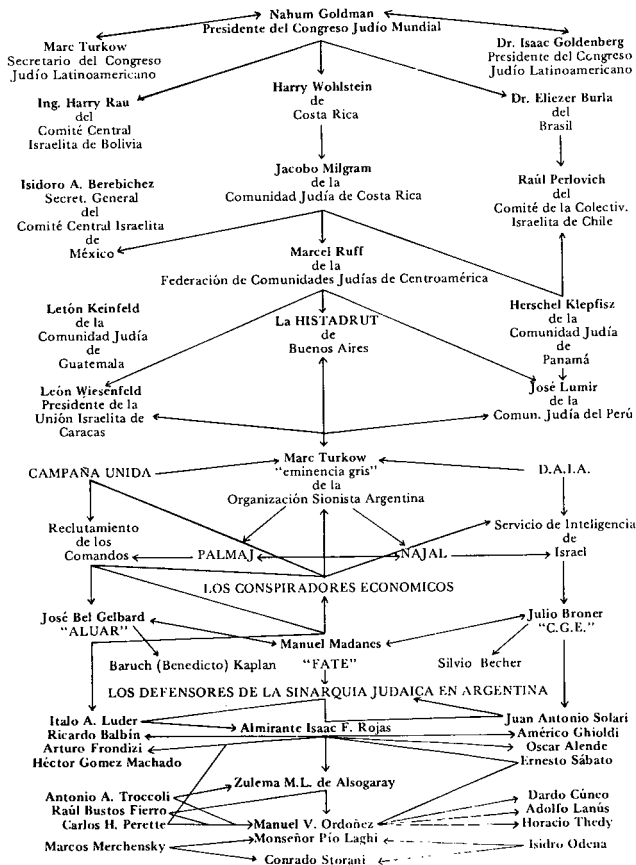 Nahum Goldman
Presidente del Congreso Judío Mundial
Marc Turkow
Secretario del Congreso
Judío Latinoamericano
Dr. Isaac Goldenberg
Presidente del Congreso
Judío Latinoamericano
Ing. Harry Rau
del
Comité Central
Israelita de Bolivia
Harry Wohlstein
de
Costa Rica
Dr. Eliezer Burla
del
Brasil
Isidoro A. Berebichez
Secret. General
del
Comité Central Israelita
de
México
Jacobo Milgram
de la
Comunidad Judía de Costa Rica
Raúl Perlovich
del
Comité de la Colectiv.
Israelita de Chile
Marcel Ruff
de la
Federación de Comunidades Judías de Centroamérica
Letón Keinfeld
de la
Comunidad Judía
de
Guatemala
La HISTADRUT
de
Buenos Aires
Herschel Klepfisz
de la
Comunidad Judía
de
Panamá
León Wiesenfeld
Presidente de la
Unión Israelita de
Caracas
José Lumir
de la
Comun. Judía del Perú
CAMPAÑA UNIDA
Marc Turkow
"eminencia gris"
de la
Organización Sionista Argentina
D.A.I.A.
Reclutamiento
de los
Comandos
PALMAJ
NAJAL
Servicio de Inteligencia
de
Israel
LOS CONSPIRADORES ECONOMICOS
José Bel Gelbard
"ALUAR"
Manuel Madanes
"FATE"
Julio Broner
"C.G.E."
Baruch (Benedicto) Kaplan
Silvio Becher
LOS DEFENSORES DE LA SINARQUIA JUDAICA EN ARGENTINA
Italo A. Luder
Ricardo Balbín
Arturo Frondizi
Héctor Gomez Machado
Almirante Isaac F. Rojas
Juan Antonio Solari
Américo Ghioldi
Oscar Alende
Ernesto Sábato
Zulema M.L. de Alsogaray
Antonio A. Troccoli
Raúl Bustos Fierro
Carlos H. Perette
Manuel V. Ordoñez
Dardo Cúneo
Adolfo Lanús
Horacio Thedy
Marcos Merchensky
Monseñor Pío Laghi
Isidro Odena
Conrado Storani